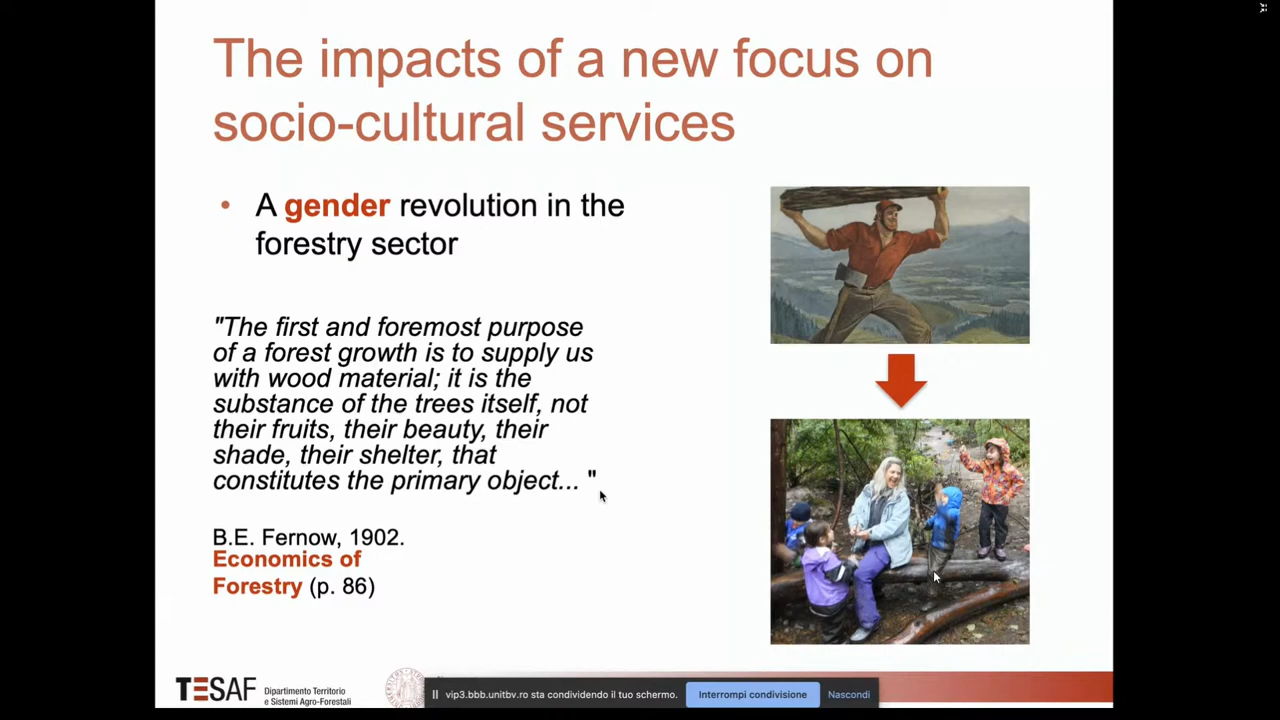 The impacts of a new focus on
socio-cultural services
• A gender revolution in the
forestry sector
"The first and foremost purpose
of a forest growth is to supply us
with wood material; it is the
substance of the trees itself, not
their fruits, their beauty, their
shade, their shelter, that
constitutes the primary object... "
B.E. Fernow, 1902.
Economics of
Forestry (p. 86)
TESAF
Dipartimento Territorio
e Sistemi Agro-Forestali
vip3.bbb.unitbv.ro sta condividendo il tuo schermo.
Interrompi condivisione
Nascondi